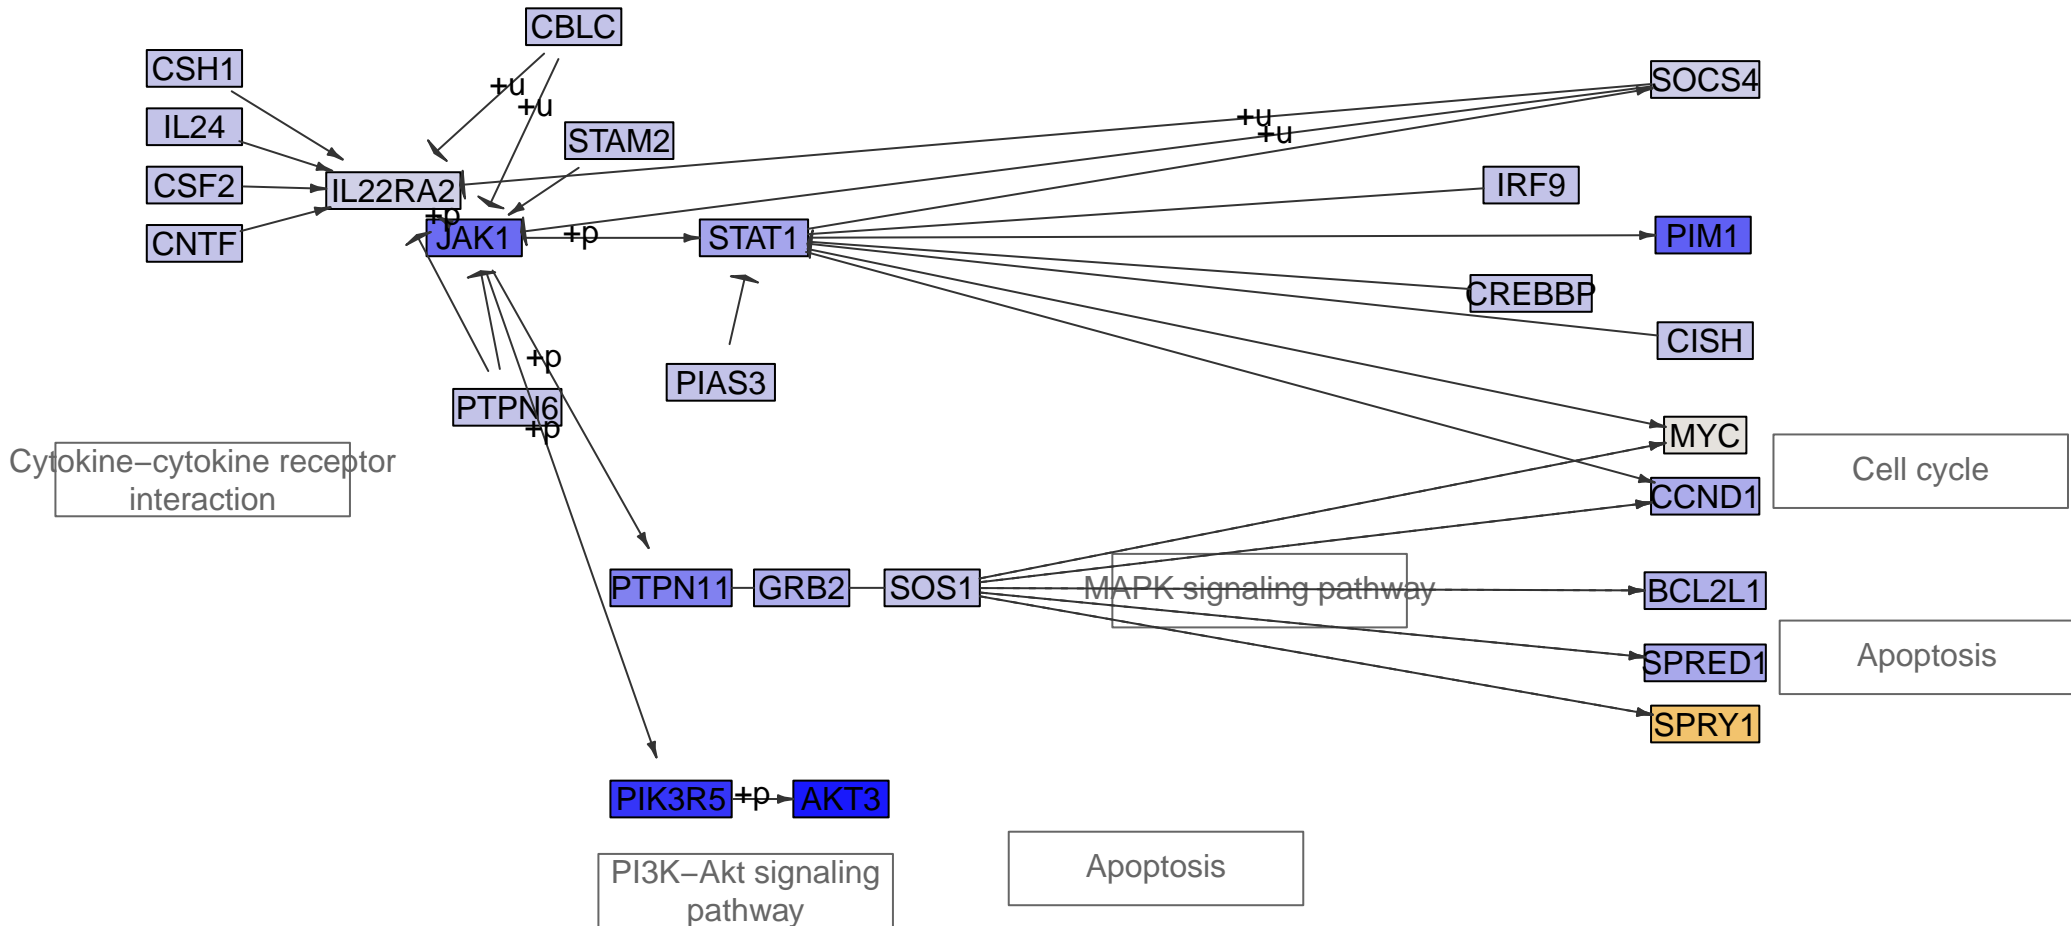 CBLC
CSH1
SOCS4
+u
+u
+u
IL24
+u
STAM2
CSF2
IL22RA2
IRF9
+p
CNTF
JAK1
+p
STAT1
PIM1
CREBBP
CISH
+p
PIAS3
PTPN6
+p
MYC
Cytokine–cytokine receptor
interaction
Cell cycle
CCND1
PTPN11
GRB2
SOS1
MAPK signaling pathway
BCL2L1
SPRED1
Apoptosis
SPRY1
PIK3R5
+p
AKT3
Apoptosis
PI3K–Akt signaling
pathway